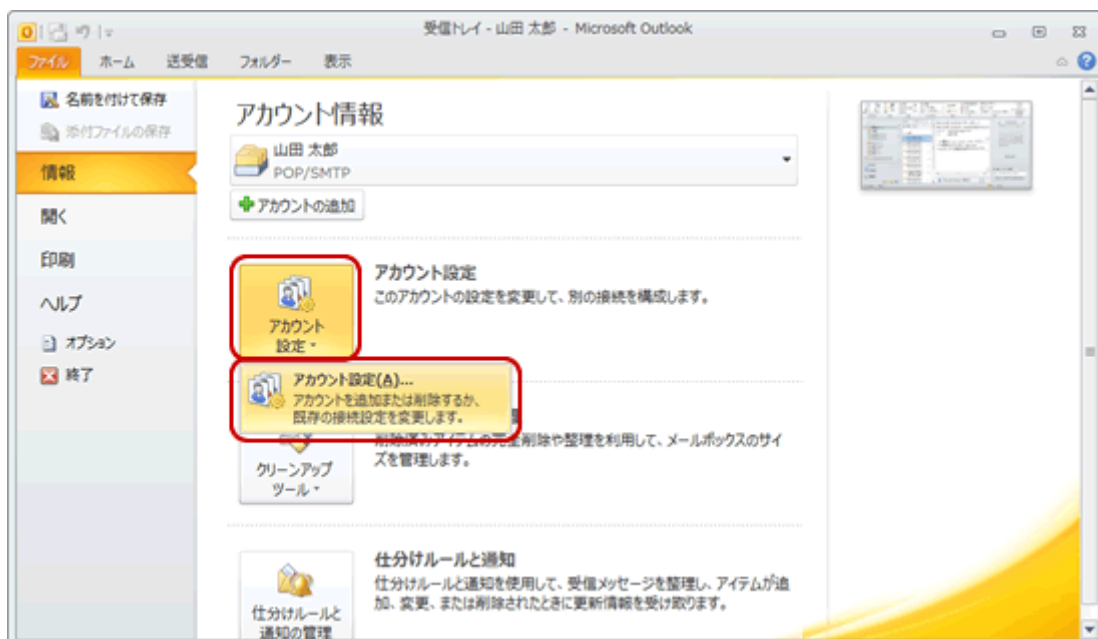 受信トレイ - 山田 太郎 - Microsoft Outlook
ファイル ホーム 送受信 フォルダー 表示
名前を付けて保存
添付ファイルの保存
情報
開く
印刷
ヘルプ
オプション
終了
アカウント情報
山田 太郎
POP/SMTP
アカウントの追加
アカウント
設定
アカウント設定
このアカウントの設定を変更して、別の接続を構成します。
アカウント設定(A)...
アカウントを追加または削除するか、
既存の接続設定を変更します。
削除済みアイテムの完全削除や整理を利用して、メールボックスのサイ
ズを管理します。
クリーンアップ
ツール
仕分けルールと通知
仕分けルールと通知を使用して、受信メッセージを整理し、アイテムが追
加、変更、または削除されたときに更新情報を受け取ります。
仕分けルールと
通知の管理